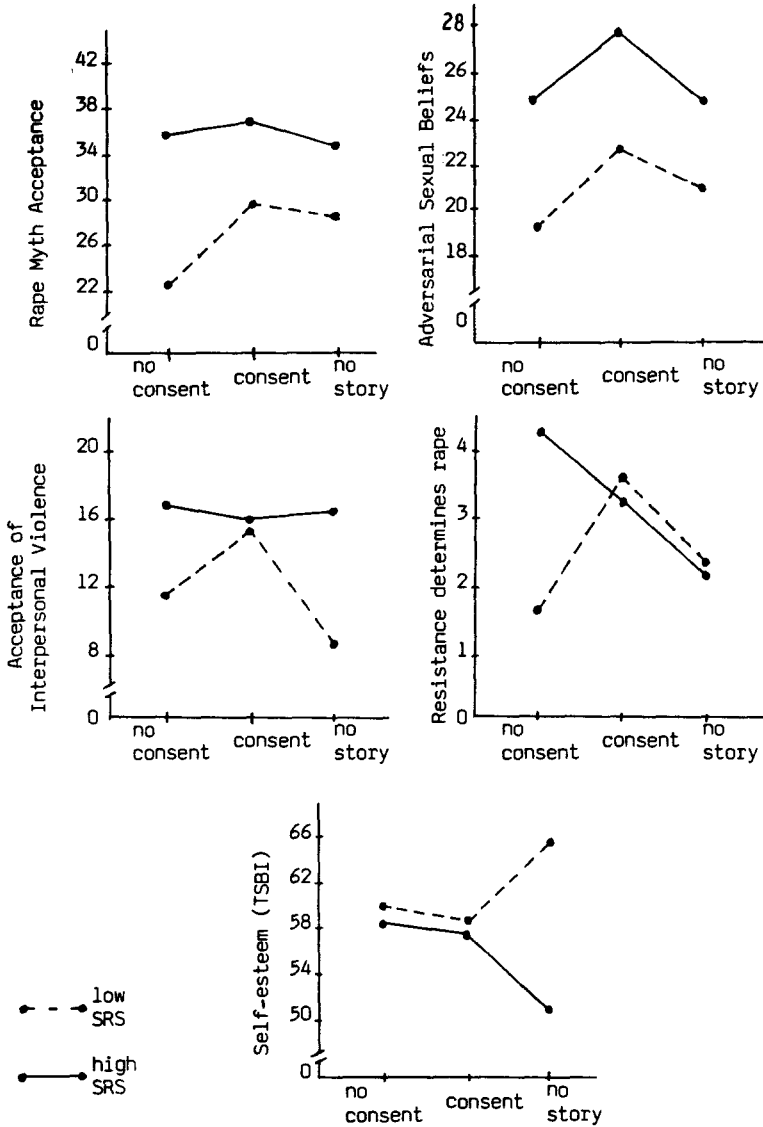 Rape Myth Acceptance
42
38
34
30
26
22
0
no
consent
consent
no
story
Adversarial Sexual Beliefs
28
26
24
22
20
18
0
no
consent
consent
no
story
Acceptance of
Interpersonal Violence
20
16
12
8
0
no
consent
consent
no
story
Resistance determines rape
4
3
2
1
0
no
consent
consent
no
story
Self-esteem (TSBI)
66
62
58
54
50
0
no
consent
consent
no
story
low
SRS
high
SRS